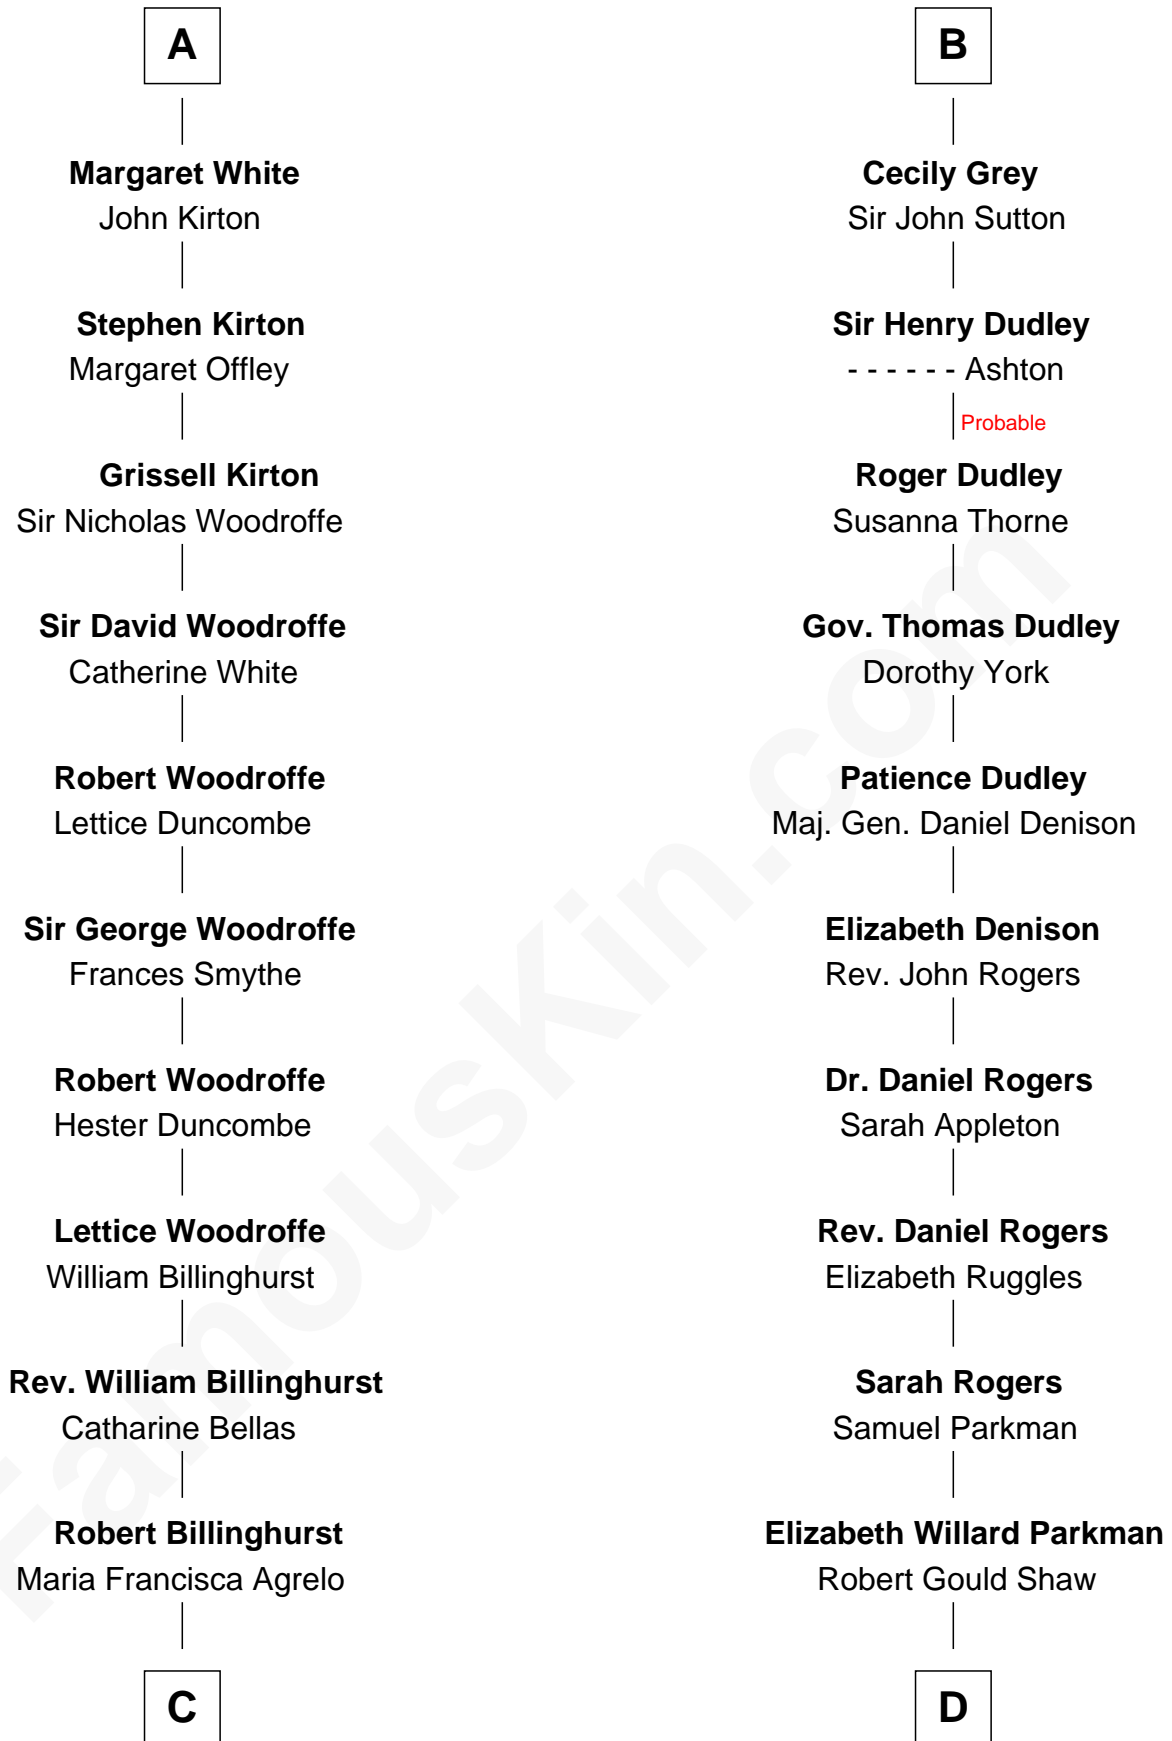 A
Margaret White
John Kirton
Stephen Kirton
Margaret Offley
Grissell Kirton
Sir Nicholas Woodroffe
Sir David Woodroffe
Catherine White
Robert Woodroffe
Lettice Duncombe
Sir George Woodroffe
Frances Smythe
Robert Woodroffe
Hester Duncombe
Lettice Woodroffe
William Billinghurst
Rev. William Billinghurst
Catharine Bellas
Robert Billinghurst
Maria Francisca Agrelo
C
B
Cecily Grey
Sir John Sutton
Sir Henry Dudley
- - - - - - Ashton
Probable
Roger Dudley
Susanna Thorne
Gov. Thomas Dudley
Dorothy York
Patience Dudley
Maj. Gen. Daniel Denison
Elizabeth Denison
Rev. John Rogers
Dr. Daniel Rogers
Sarah Appleton
Rev. Daniel Rogers
Elizabeth Ruggles
Sarah Rogers
Samuel Parkman
Elizabeth Willard Parkman
Robert Gould Shaw
D
FamousKin.com